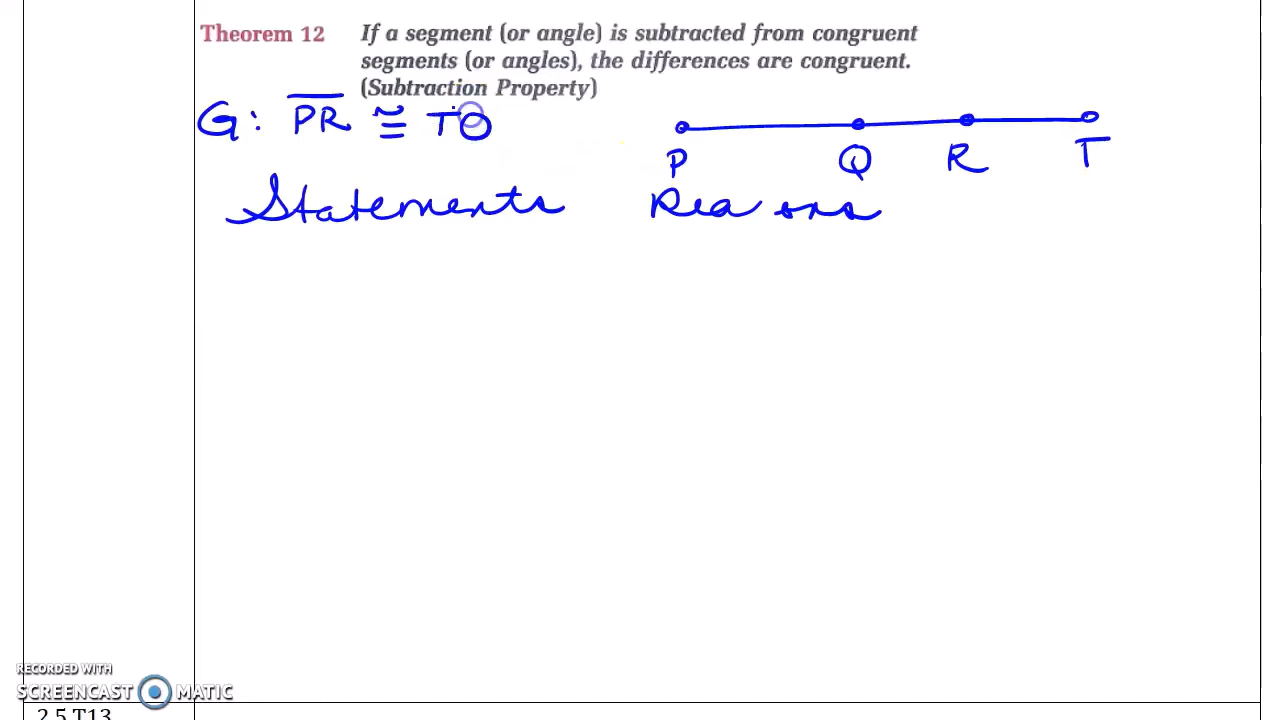 Theorem 12 If a segment (or angle) is subtracted from congruent
segments (or angles), the differences are congruent.
(Subtraction Property)
G: PR ≅ TQ
P Q R T
Statements Reasons
RECORDED WITH
SCREENCAST MATIC
2.5 T13